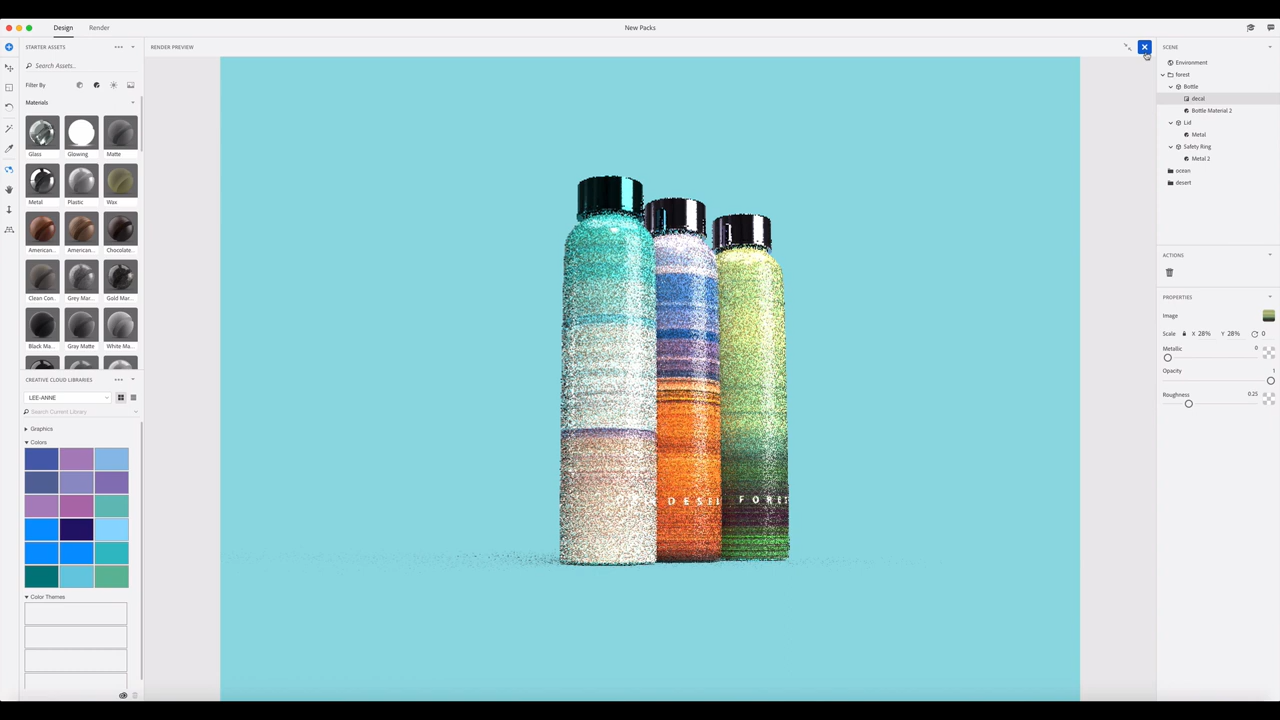 New Packs
Design
Render
STARTER ASSETS
Search Assets..
Filter By
Materials
Glass
Glowing
Matte
Metal
Plastic
Wax
American...
American...
Chocolate..
Clean Con..
Grey Mar...
Gold Mar...
Black Ma...
Gray Matte
White Ma...
CREATIVE CLOUD LIBRARIES
LEE-ANNE
Search Current Library
Graphics
Colors
Color Themes
RENDER PREVIEW
DESE
FORE
SCENE
Environment
forest
Bottle
decal
Bottle Material 2
Lid
Metal
Safety Ring
Metal 2
ocean
desert
ACTIONS
PROPERTIES
Image
Scale X 28% Y 28% 0
Metallic 0
Opacity 1
Roughness 0.25